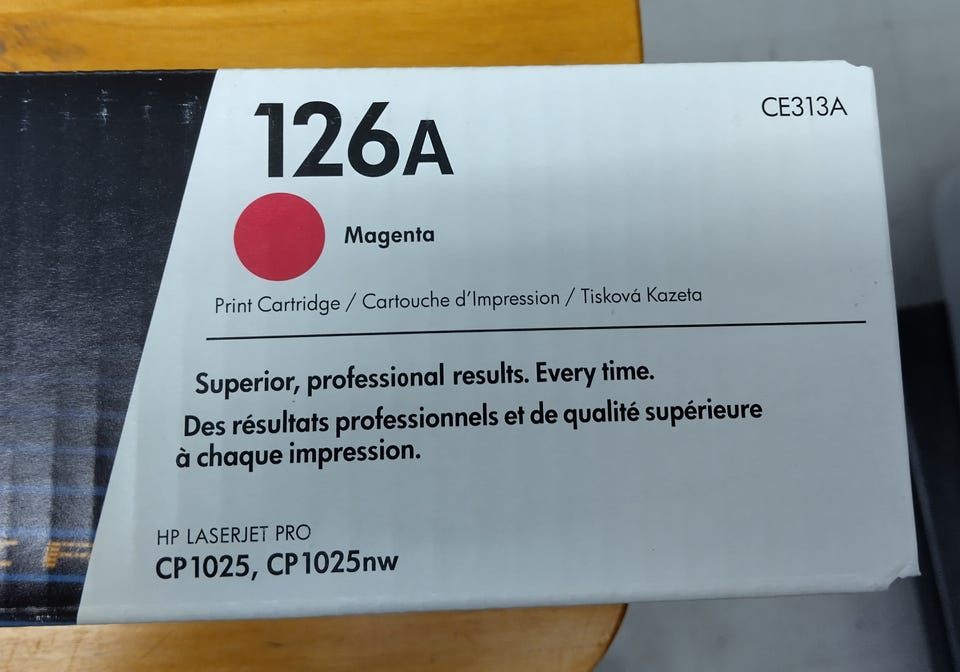 126A
CE313A
Magenta
Print Cartridge / Cartouche d'Impression / Tisková Kazeta
Superior, professional results. Every time.
Des résultats professionnels et de qualité supérieure
à chaque impression.
HP LASERJET PRO
CP1025, CP1025nw